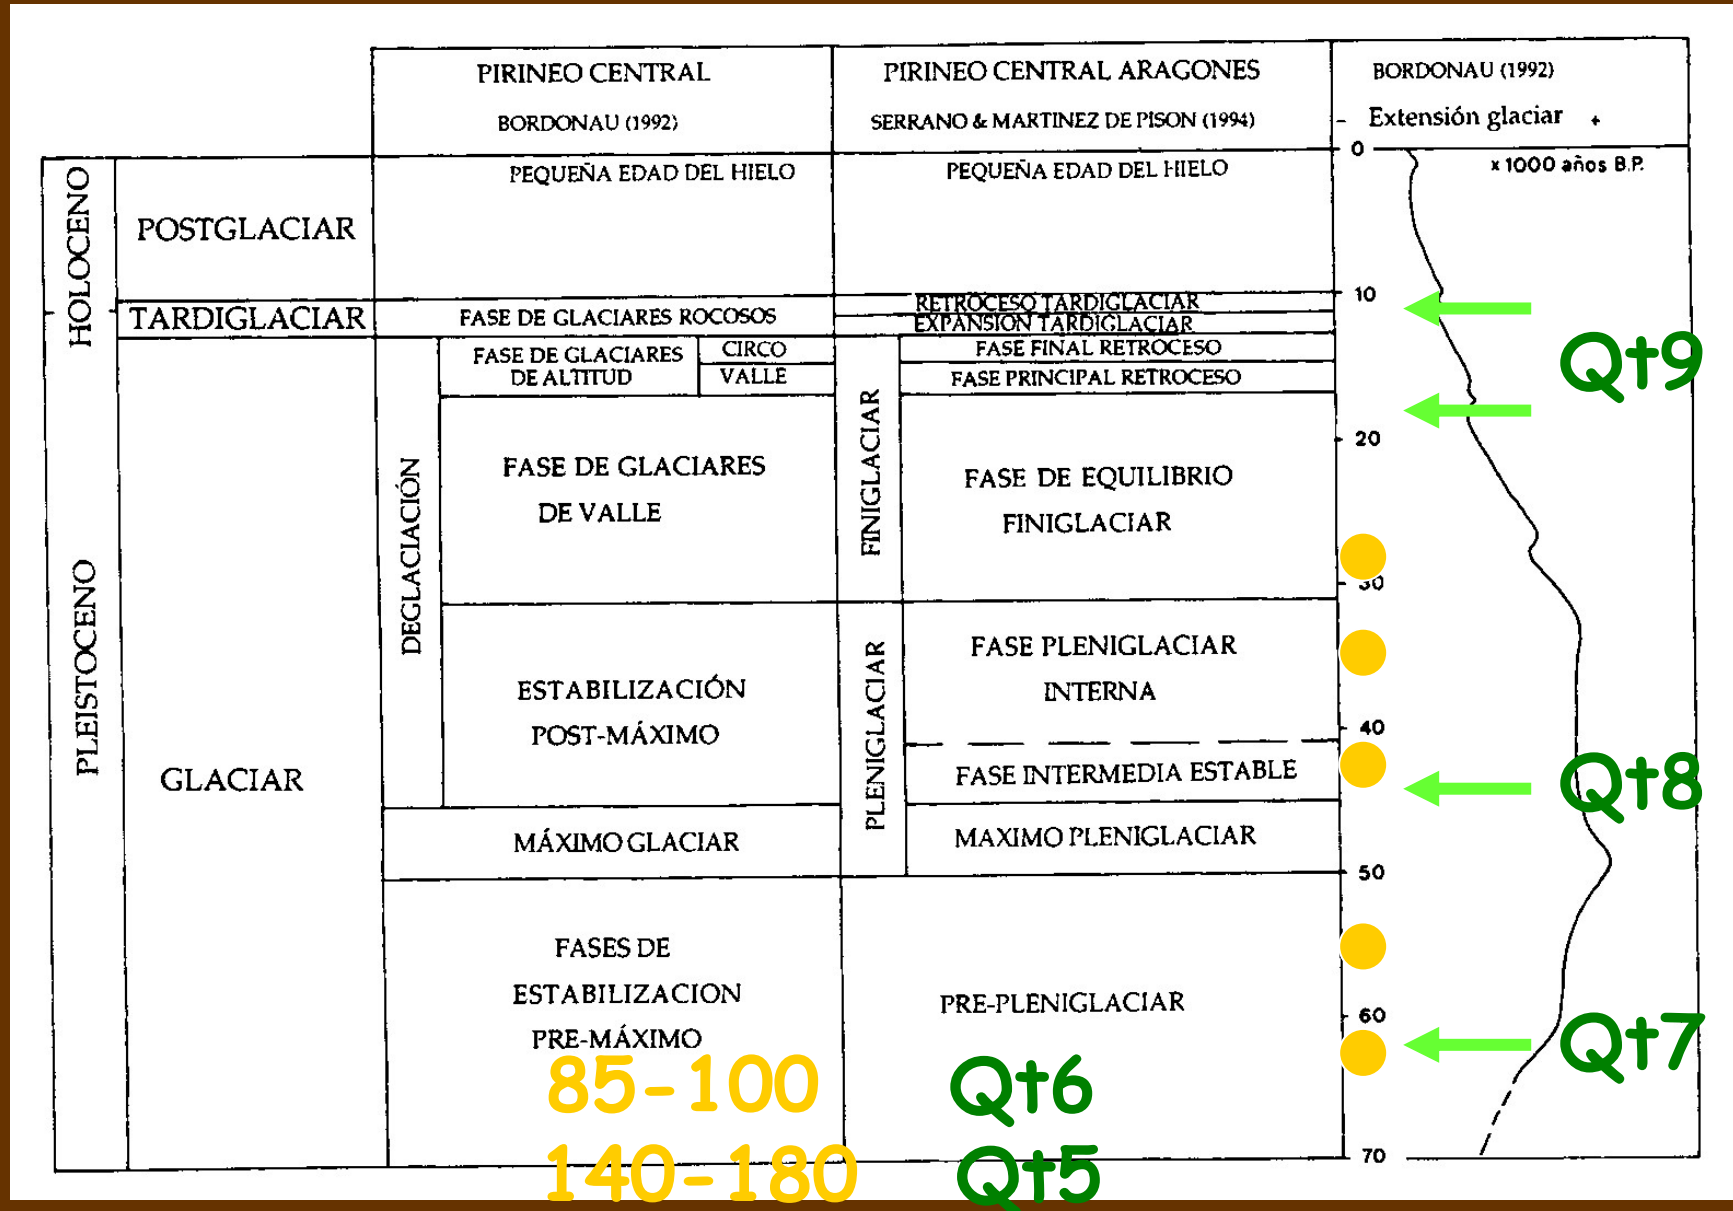 PIRINEO CENTRAL
BORDONAU (1992)
PIRINEO CENTRAL ARAGONES
SERRANO & MARTINEZ DE PISON (1994)
BORDONAU (1992)
- Extensión glaciar +
0
x 1000 años B.P.
HOLOCENO
POSTGLACIAR
PEQUEÑA EDAD DEL HIELO
PEQUEÑA EDAD DEL HIELO
10
TARDIGLACIAR
FASE DE GLACIARES ROCOSOS
RETROCESO TARDIGLACIAR
EXPANSION TARDIGLACIAR
PLEISTOCENO
GLACIAR
DEGLACIACIÓN
FASE DE GLACIARES
DE ALTITUD
CIRCO
VALLE
FINIGLACIAR
FASE FINAL RETROCESO
FASE PRINCIPAL RETROCESO
Qt9
20
FASE DE GLACIARES
DE VALLE
FASE DE EQUILIBRIO
FINIGLACIAR
30
ESTABILIZACIÓN
POST-MÁXIMO
PLENIGLACIAR
FASE PLENIGLACIAR
INTERNA
40
FASE INTERMEDIA ESTABLE
Qt8
MÁXIMO GLACIAR
MAXIMO PLENIGLACIAR
50
FASES DE
ESTABILIZACION
PRE-MÁXIMO
PRE-PLENIGLACIAR
60
Qt7
85-100 Qt6
140-180 Qt5
70